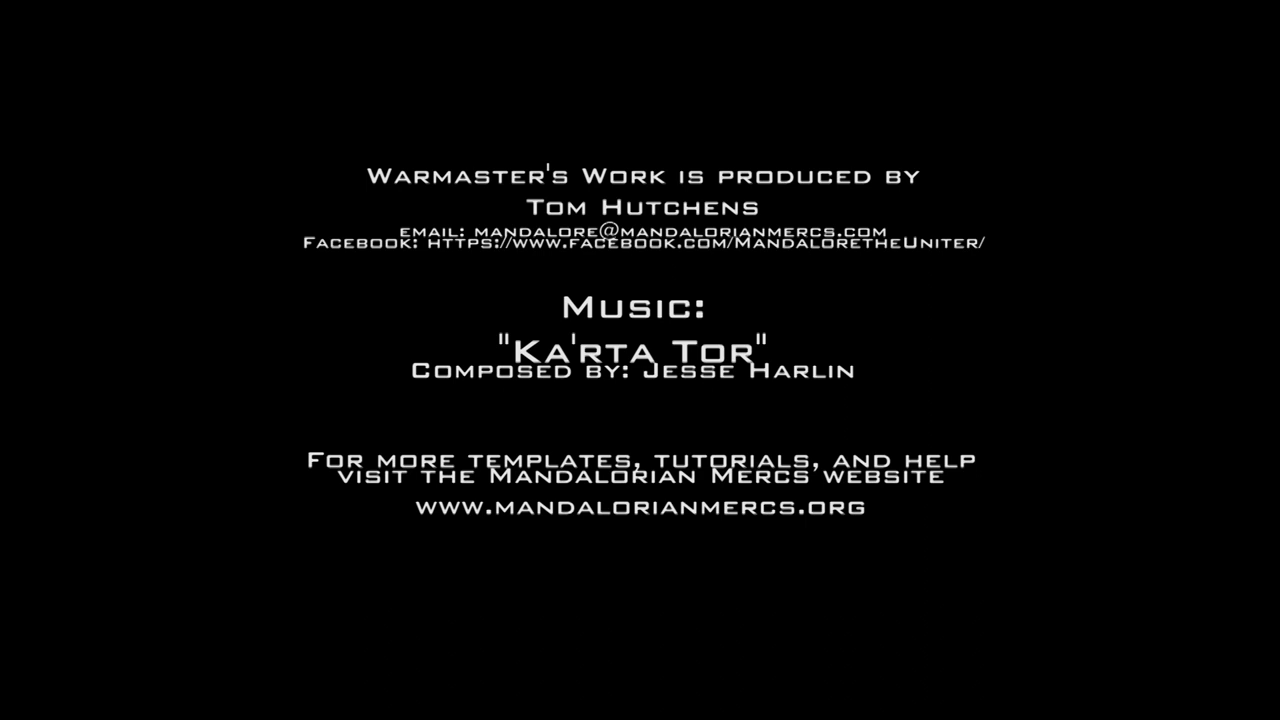 Warmaster's Work is produced by
Tom Hutchens
email: mandalore@mandalorianmercs.com
Facebook: https://www.facebook.com/MandaloretheUniter/
Music:
"Ka'rta Tor"
Composed by: Jesse Harlin
For more templates, tutorials, and help
visit the Mandalorian Mercs website
www.mandalorianmercs.org